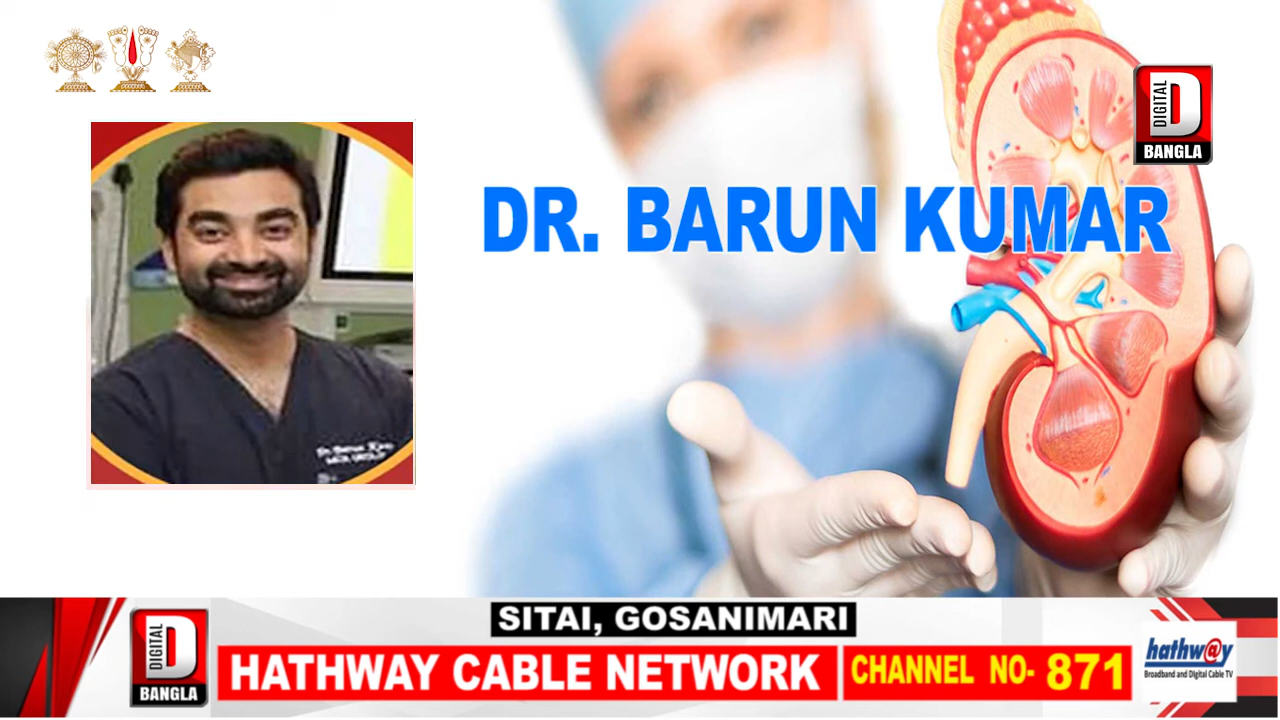 DIGITAL
D
BANGLA
DR. BARUN KUMAR
SITAI, GOSANIMARI
DIGITAL
D
BANGLA
HATHWAY CABLE NETWORK
CHANNEL NO- 871
hathw@y
Broadband and Digital Cable TV